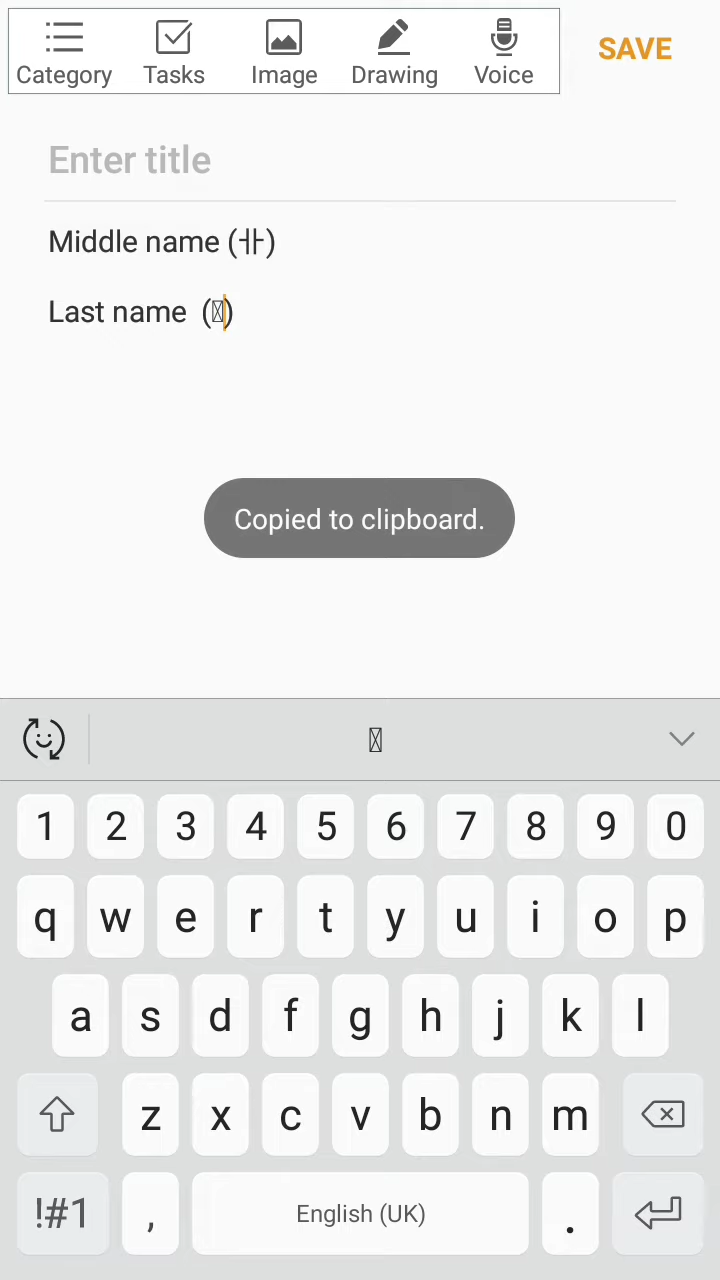 Category Tasks Image Drawing Voice SAVE
Enter title
Middle name ()
Last name ()
Copied to clipboard.
1 2 3 4 5 6 7 8 9 0
q w e r t y u i o p
a s d f g h j k l
z x c v b n m
!#1 , English (UK) .